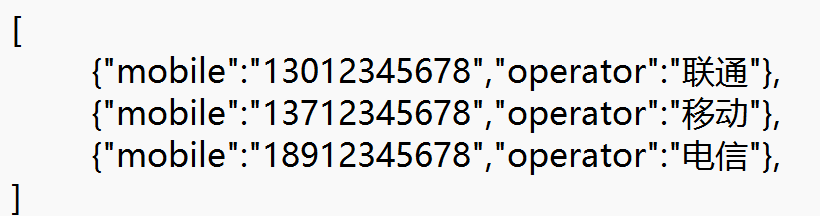 [
{"mobile":"13012345678","operator":"联通"},
{"mobile":"13712345678","operator":"移动"},
{"mobile":"18912345678","operator":"电信"},
]